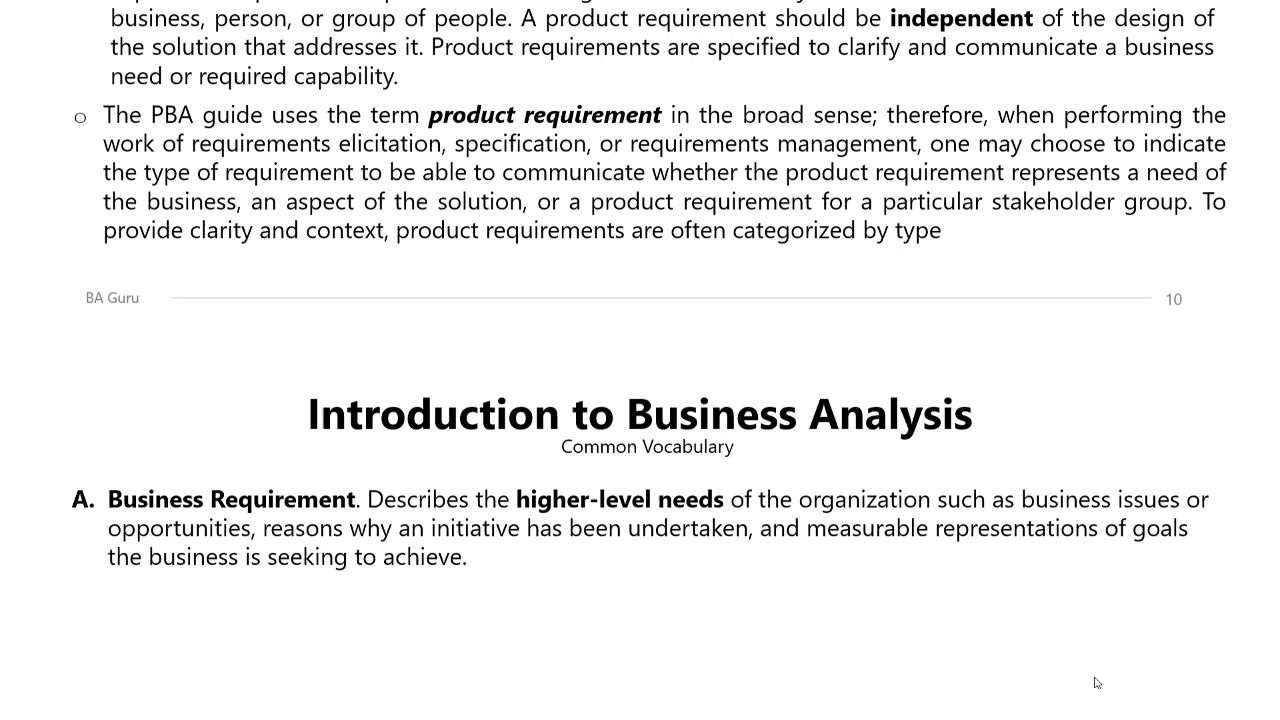 business, person, or group of people. A product requirement should be independent of the design of
the solution that addresses it. Product requirements are specified to clarify and communicate a business
need or required capability.
o The PBA guide uses the term product requirement in the broad sense; therefore, when performing the
work of requirements elicitation, specification, or requirements management, one may choose to indicate
the type of requirement to be able to communicate whether the product requirement represents a need of
the business, an aspect of the solution, or a product requirement for a particular stakeholder group. To
provide clarity and context, product requirements are often categorized by type
BA Guru 10
Introduction to Business Analysis
Common Vocabulary
A. Business Requirement. Describes the higher-level needs of the organization such as business issues or
opportunities, reasons why an initiative has been undertaken, and measurable representations of goals
the business is seeking to achieve.